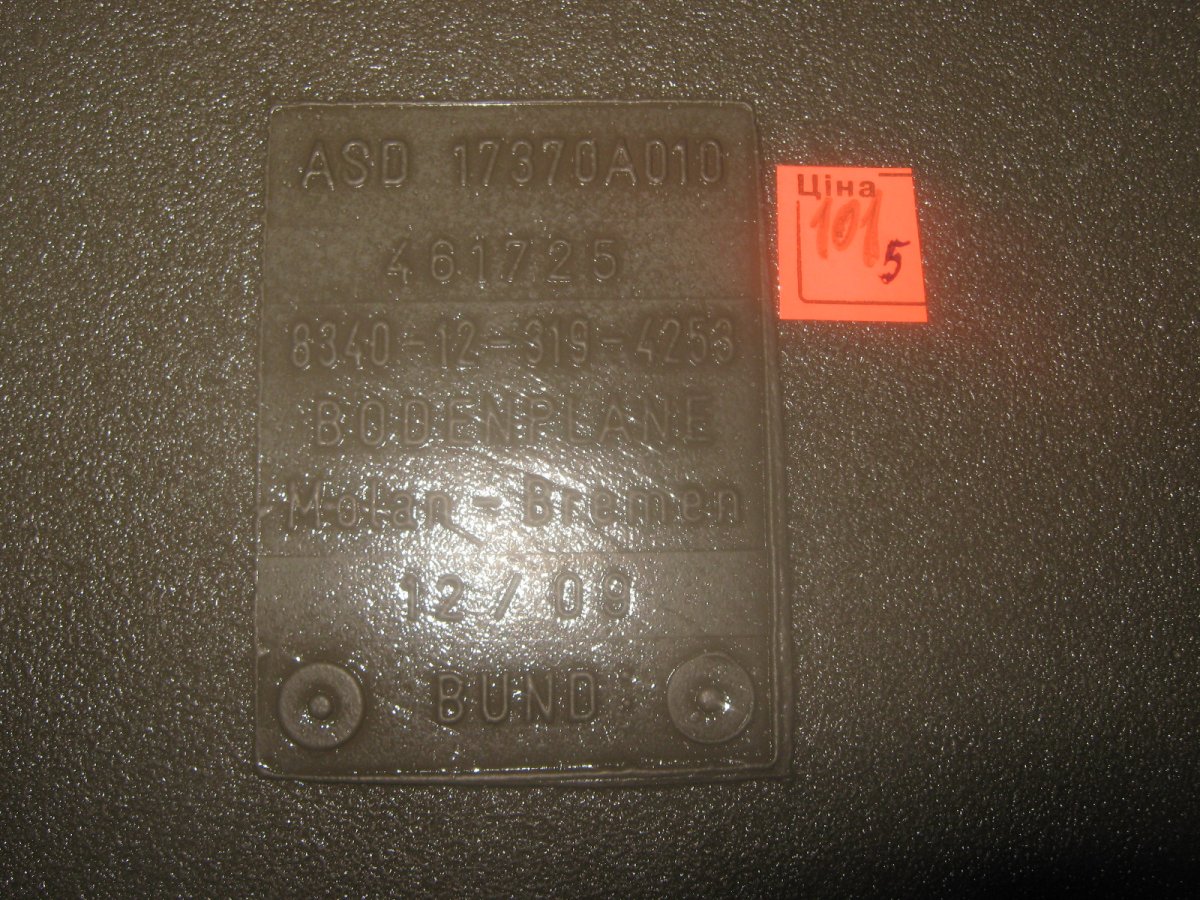 ASD 17370A010
461725
8340-12-319-4253
BODENPLANE
Molan-Bremen
12/09
BUND
Ціна
101
5